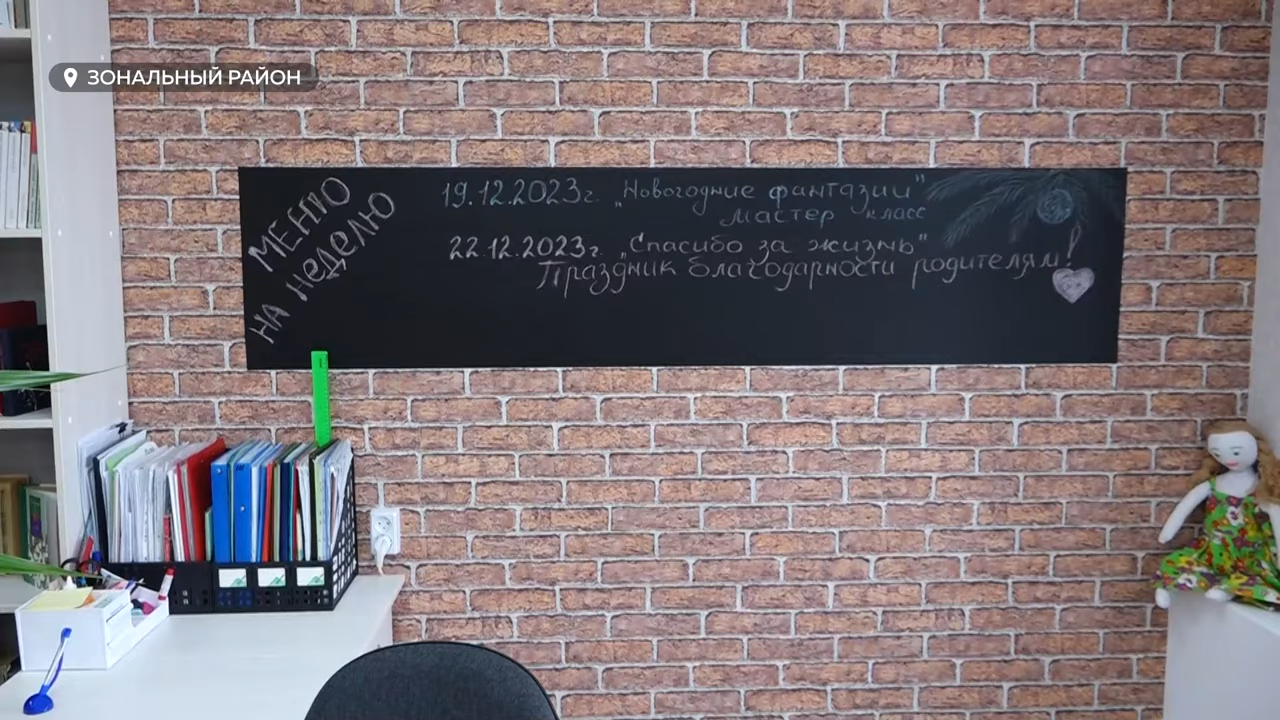 ЗОНАЛЬНЫЙ РАЙОН
МЕНЮ
НА неделю
19.12.2023г. „Новогодние фантазии"
мастер класс
22.12.2023г. „Спасибо за жизнь"
Праздник благодарности родителям!